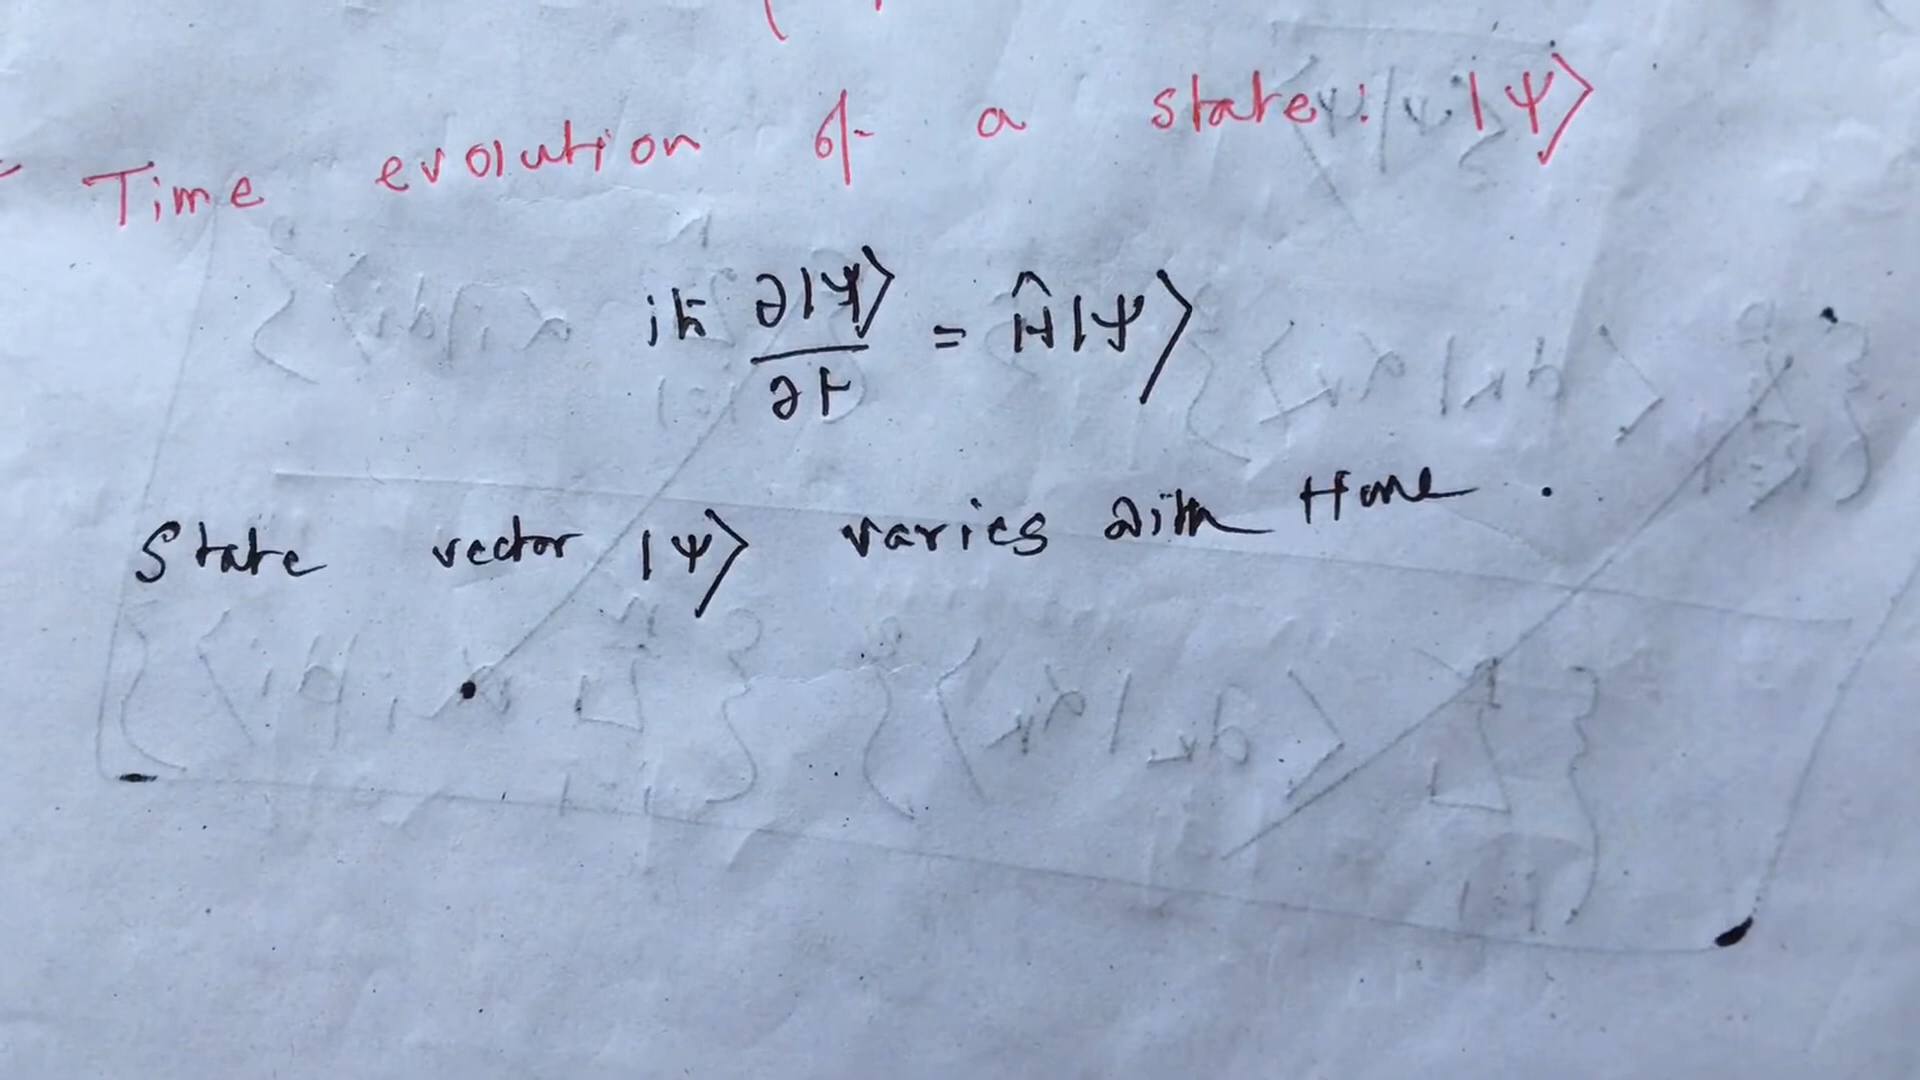 Time evolution of a state: |ψ⟩
iħ ∂|ψ⟩/∂t = Ĥ|ψ⟩
State vector |ψ⟩ varies with time.